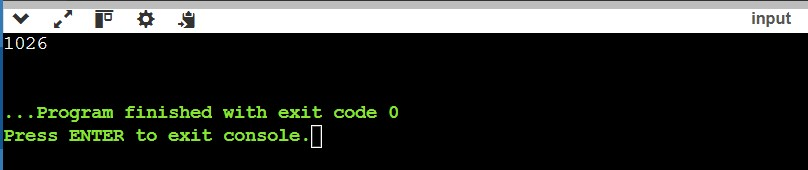 input
1026
...Program finished with exit code 0
Press ENTER to exit console.